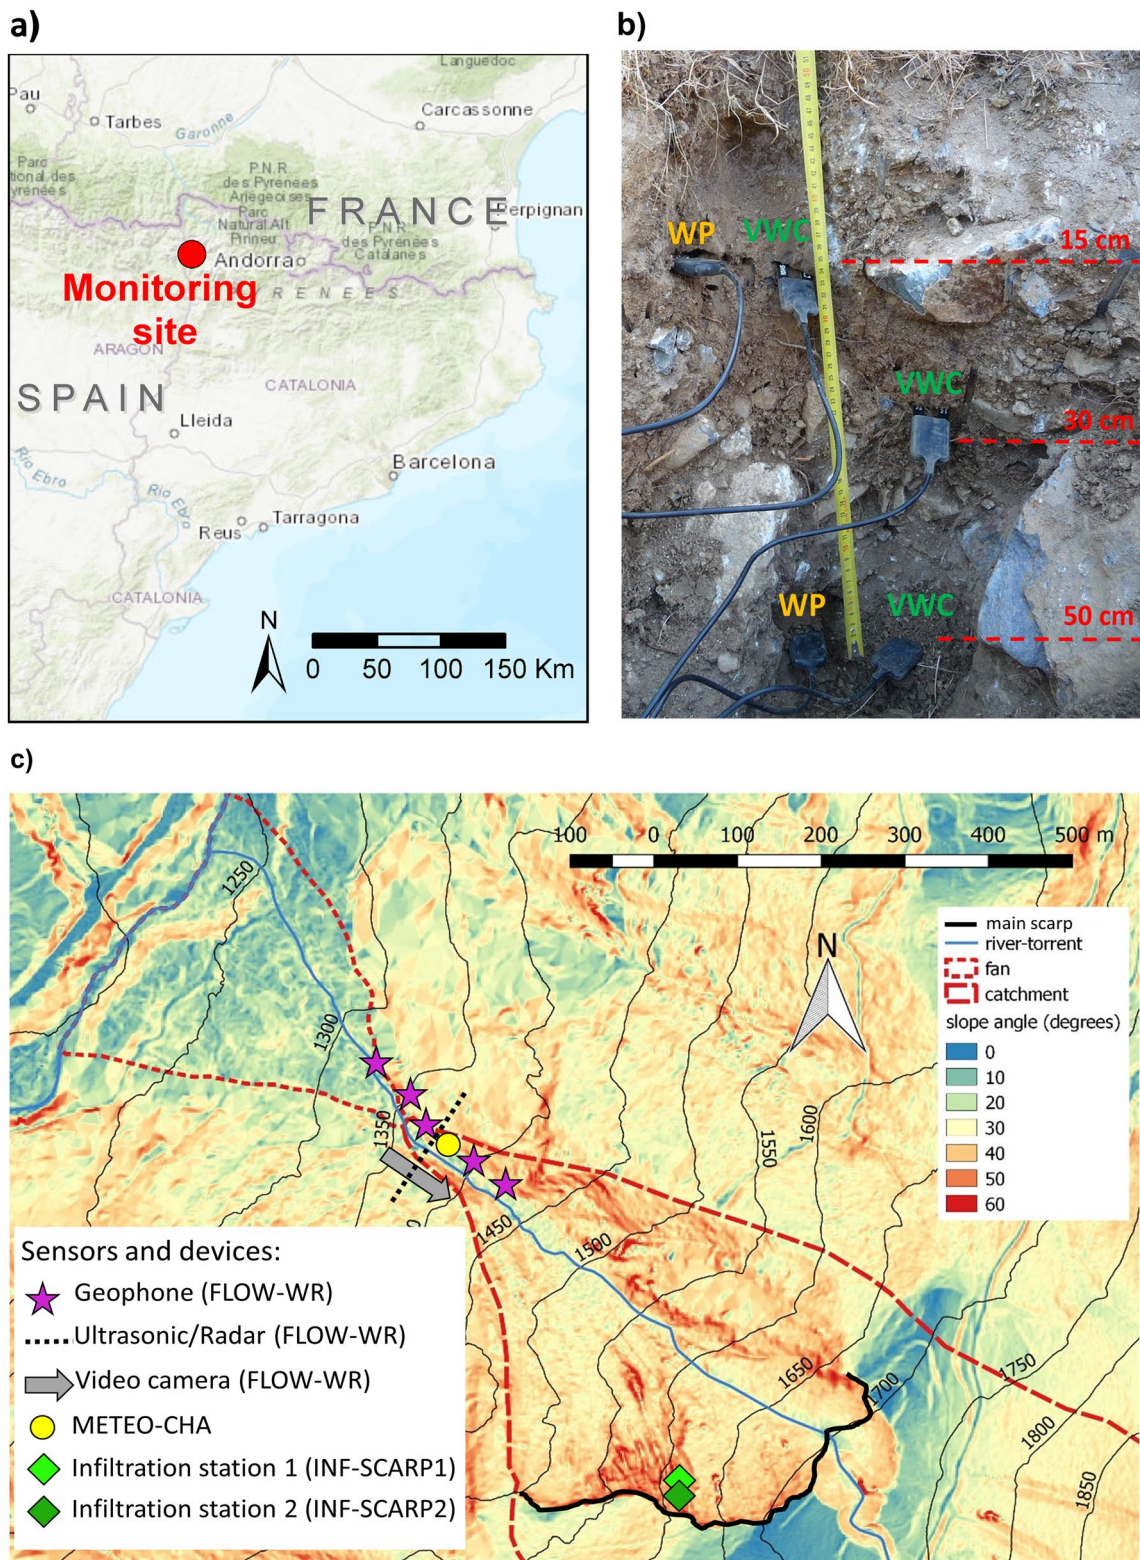 a)
Languedoc
Pau
Tarbes
Garonne
Carcassonne
Parc
P.N.R.
des Pyrénées
Ariégeoises
Parc
Natural Alt
Pirineu
FRANCE
Perpignan
P.N.R.
des Pyrénées
Catalanes
Andorra
Monitoring
site
ARAGON
SPAIN
CATALONIA
Lleida
Rio Ebro
Rio Ebro
Barcelona
Reus
Tarragona
CATALONIA
N
0 50 100 150 Km
b)
WP
VWC
15 cm
VWC
30 cm
WP
VWC
50 cm
c)
100 0 100 200 300 400 500 m
N
1250
1300
1350
1450
1500
1550
1600
1650
1700
1750
1800
1850
main scarp
river-torrent
fan
catchment
slope angle (degrees)
0
10
20
30
40
50
60
Sensors and devices:
Geophone (FLOW-WR)
Ultrasonic/Radar (FLOW-WR)
Video camera (FLOW-WR)
METEO-CHA
Infiltration station 1 (INF-SCARP1)
Infiltration station 2 (INF-SCARP2)